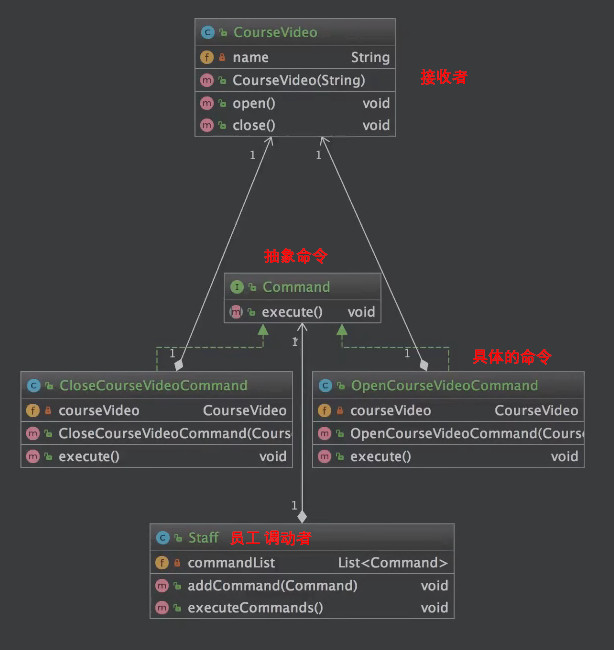 CourseVideo
name String
CourseVideo(String)
open() void
close() void
接收者
1 1
抽象命令
Command
execute() void
1 1 1
具体的命令
CloseCourseVideoCommand
courseVideo CourseVideo
CloseCourseVideoCommand(Cours
execute() void
OpenCourseVideoCommand
courseVideo CourseVideo
OpenCourseVideoCommand(Cours
execute() void
1
Staff 员工 调动者
commandList List<Command>
addCommand(Command) void
executeCommands() void